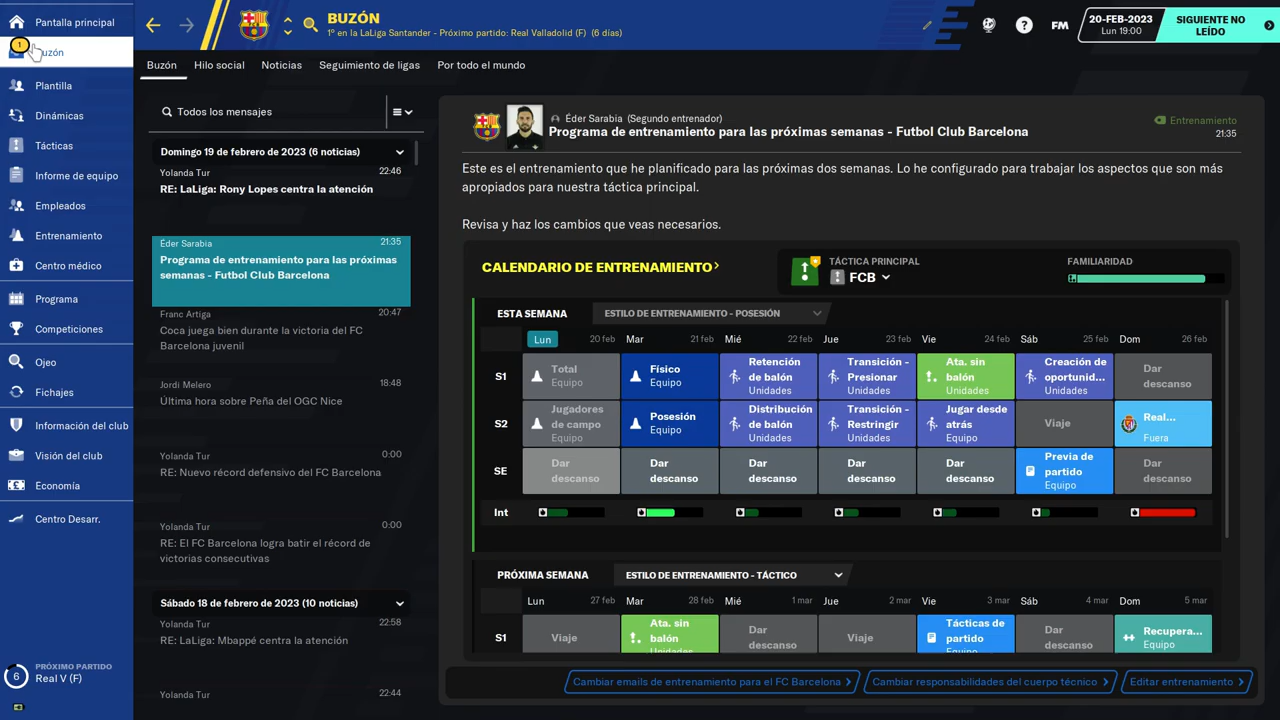 Pantalla principal
1
Buzón
Plantilla
Dinámicas
Tácticas
Informe de equipo
Empleados
Entrenamiento
Centro médico
Programa
Competiciones
Ojeo
Fichajes
Información del club
Visión del club
Economía
Centro Desarr.
6
PRÓXIMO PARTIDO
Real V (F)
BUZÓN
1º en la LaLiga Santander - Próximo partido: Real Valladolid (F) (6 días)
FM
20-FEB-2023
Lun 19:00
SIGUIENTE NO LEÍDO
Buzón Hilo social Noticias Seguimiento de ligas Por todo el mundo
Todos los mensajes
Domingo 19 de febrero de 2023 (6 noticias)
Yolanda Tur 22:46
RE: LaLiga: Rony Lopes centra la atención
Éder Sarabia 21:35
Programa de entrenamiento para las próximas
semanas - Futbol Club Barcelona
Franc Artiga 20:47
Coca juega bien durante la victoria del FC
Barcelona juvenil
Jordi Melero 18:48
Última hora sobre Peña del OGC Nice
Yolanda Tur 0:00
RE: Nuevo récord defensivo del FC Barcelona
Yolanda Tur 0:00
RE: El FC Barcelona logra batir el récord de
victorias consecutivas
Sábado 18 de febrero de 2023 (10 noticias)
Yolanda Tur 22:58
RE: LaLiga: Mbappé centra la atención
Yolanda Tur 22:44
Éder Sarabia (Segundo entrenador)
Programa de entrenamiento para las próximas semanas - Futbol Club Barcelona
Entrenamiento
21:35
Este es el entrenamiento que he planificado para las próximas dos semanas. Lo he configurado para trabajar los aspectos que son más
apropiados para nuestra táctica principal.
Revisa y haz los cambios que veas necesarios.
CALENDARIO DE ENTRENAMIENTO
TÁCTICA PRINCIPAL
FCB
FAMILIARIDAD
ESTA SEMANA ESTILO DE ENTRENAMIENTO - POSESIÓN
Lun 20 feb Mar 21 feb Mié 22 feb Jue 23 feb Vie 24 feb Sáb 25 feb Dom 26 feb
S1
Total
Equipo
Físico
Equipo
Retención
de balón
Unidades
Transición -
Presionar
Unidades
Ata. sin
balón
Unidades
Creación de
oportunid...
Unidades
Dar
descanso
S2
Jugadores
de campo
Equipo
Posesión
Equipo
Distribución
de balón
Unidades
Transición -
Restringir
Unidades
Jugar desde
atrás
Equipo
Viaje
Real...
Fuera
SE
Dar
descanso
Dar
descanso
Dar
descanso
Dar
descanso
Dar
descanso
Previa de
partido
Equipo
Dar
descanso
Int
PRÓXIMA SEMANA ESTILO DE ENTRENAMIENTO - TÁCTICO
Lun 27 feb Mar 28 feb Mié 1 mar Jue 2 mar Vie 3 mar Sáb 4 mar Dom 5 mar
S1
Viaje
Ata. sin
balón
Unidades
Dar
descanso
Viaje
Tácticas de
partido
Equipo
Dar
descanso
Recupera...
Equipo
Cambiar emails de entrenamiento para el FC Barcelona
Cambiar responsabilidades del cuerpo técnico
Editar entrenamiento